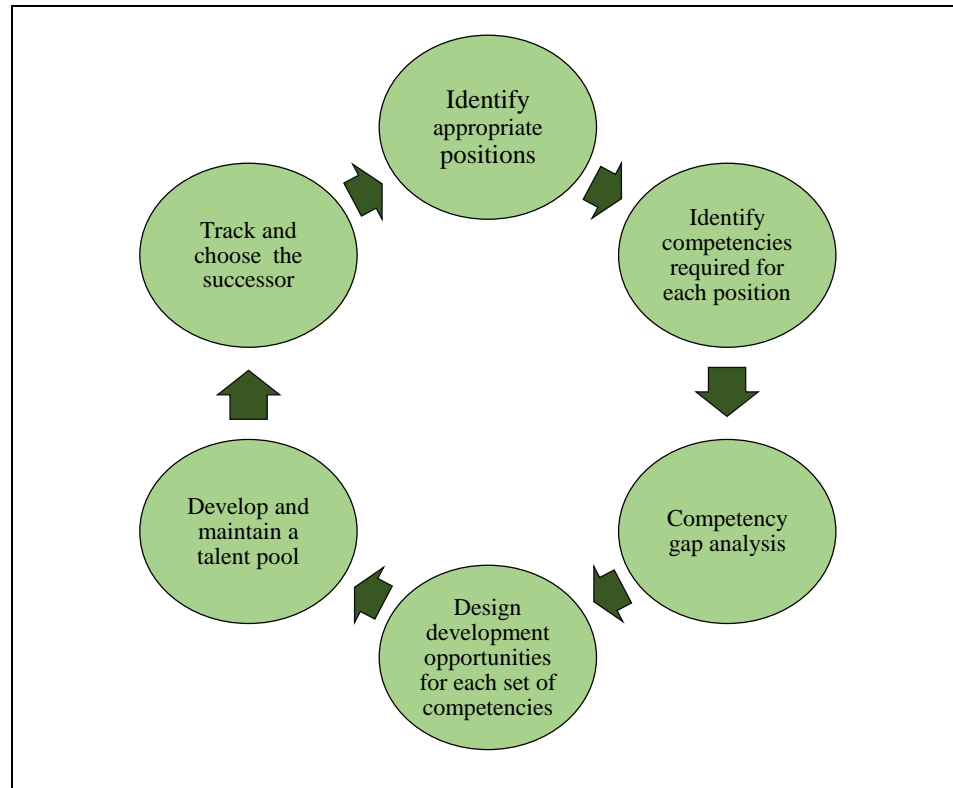 Identify
appropriate
positions
Identify
competencies
required for
each position
Competency
gap analysis
Design
development
opportunities
for each set of
competencies
Develop and
maintain a
talent pool
Track and
choose the
successor